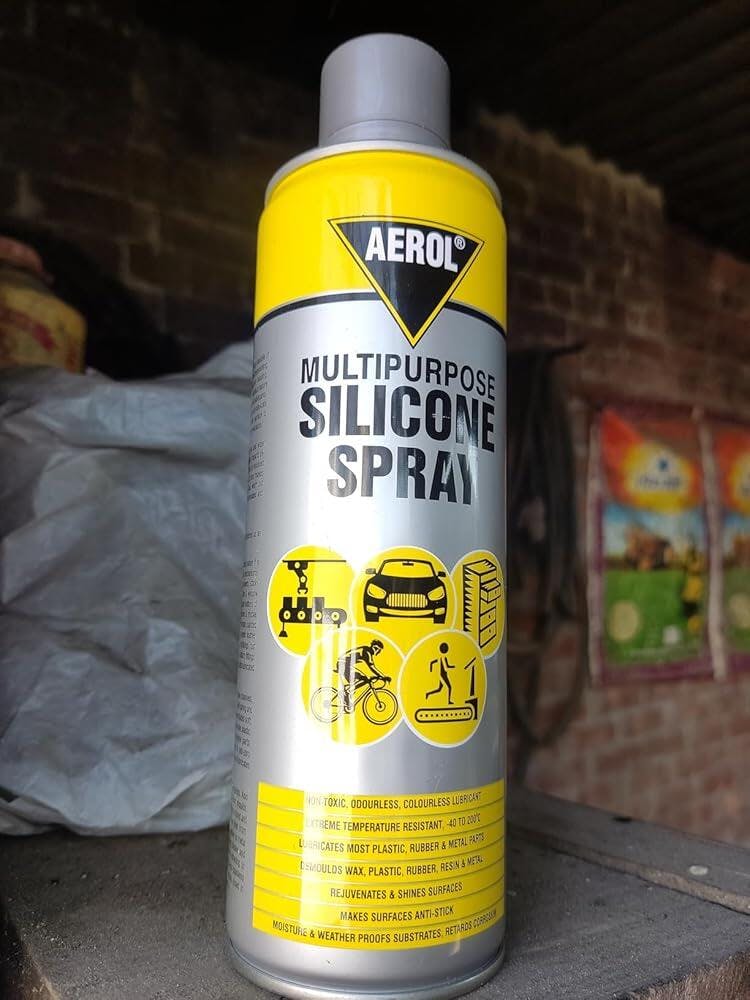 AEROL®
MULTIPURPOSE
SILICONE
SPRAY
NON TOXIC, ODOURLESS, COLOURLESS LUBRICANT
EXTREME TEMPERATURE RESISTANT, -40 TO 200°C
LUBRICATES MOST PLASTIC, RUBBER & METAL PARTS
DEMOULDS WAX, PLASTIC, RUBBER, RESIN & METAL
REJUVENATES & SHINES SURFACES
MAKES SURFACES ANTI-STICK
MOISTURE & WEATHER PROOFS SUBSTRATES, RETARDS CORROSION